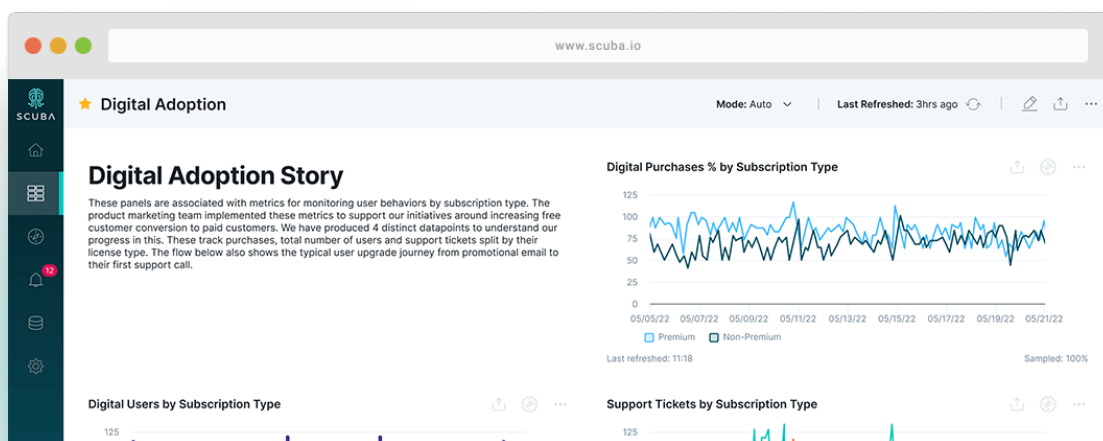 www.scuba.io
SCUBA
Digital Adoption
Mode: Auto
Last Refreshed: 3hrs ago
12
Digital Adoption Story
These panels are associated with metrics for monitoring user behaviors by subscription type. The
product marketing team implemented these metrics to support our initiatives around increasing free
customer conversion to paid customers. We have produced 4 distinct datapoints to understand our
progress in this. These track purchases, total number of users and support tickets split by their
license type. The flow below also shows the typical user upgrade journey from promotional email to
their first support call.
Digital Purchases % by Subscription Type
125
100
75
50
25
0
05/05/22 05/07/22 05/09/22 05/11/22 05/13/22 05/15/22 05/17/22 05/19/22 05/21/22
Premium Non-Premium
Last refreshed: 11:18 Sampled: 100%
Digital Users by Subscription Type
125
Support Tickets by Subscription Type
125